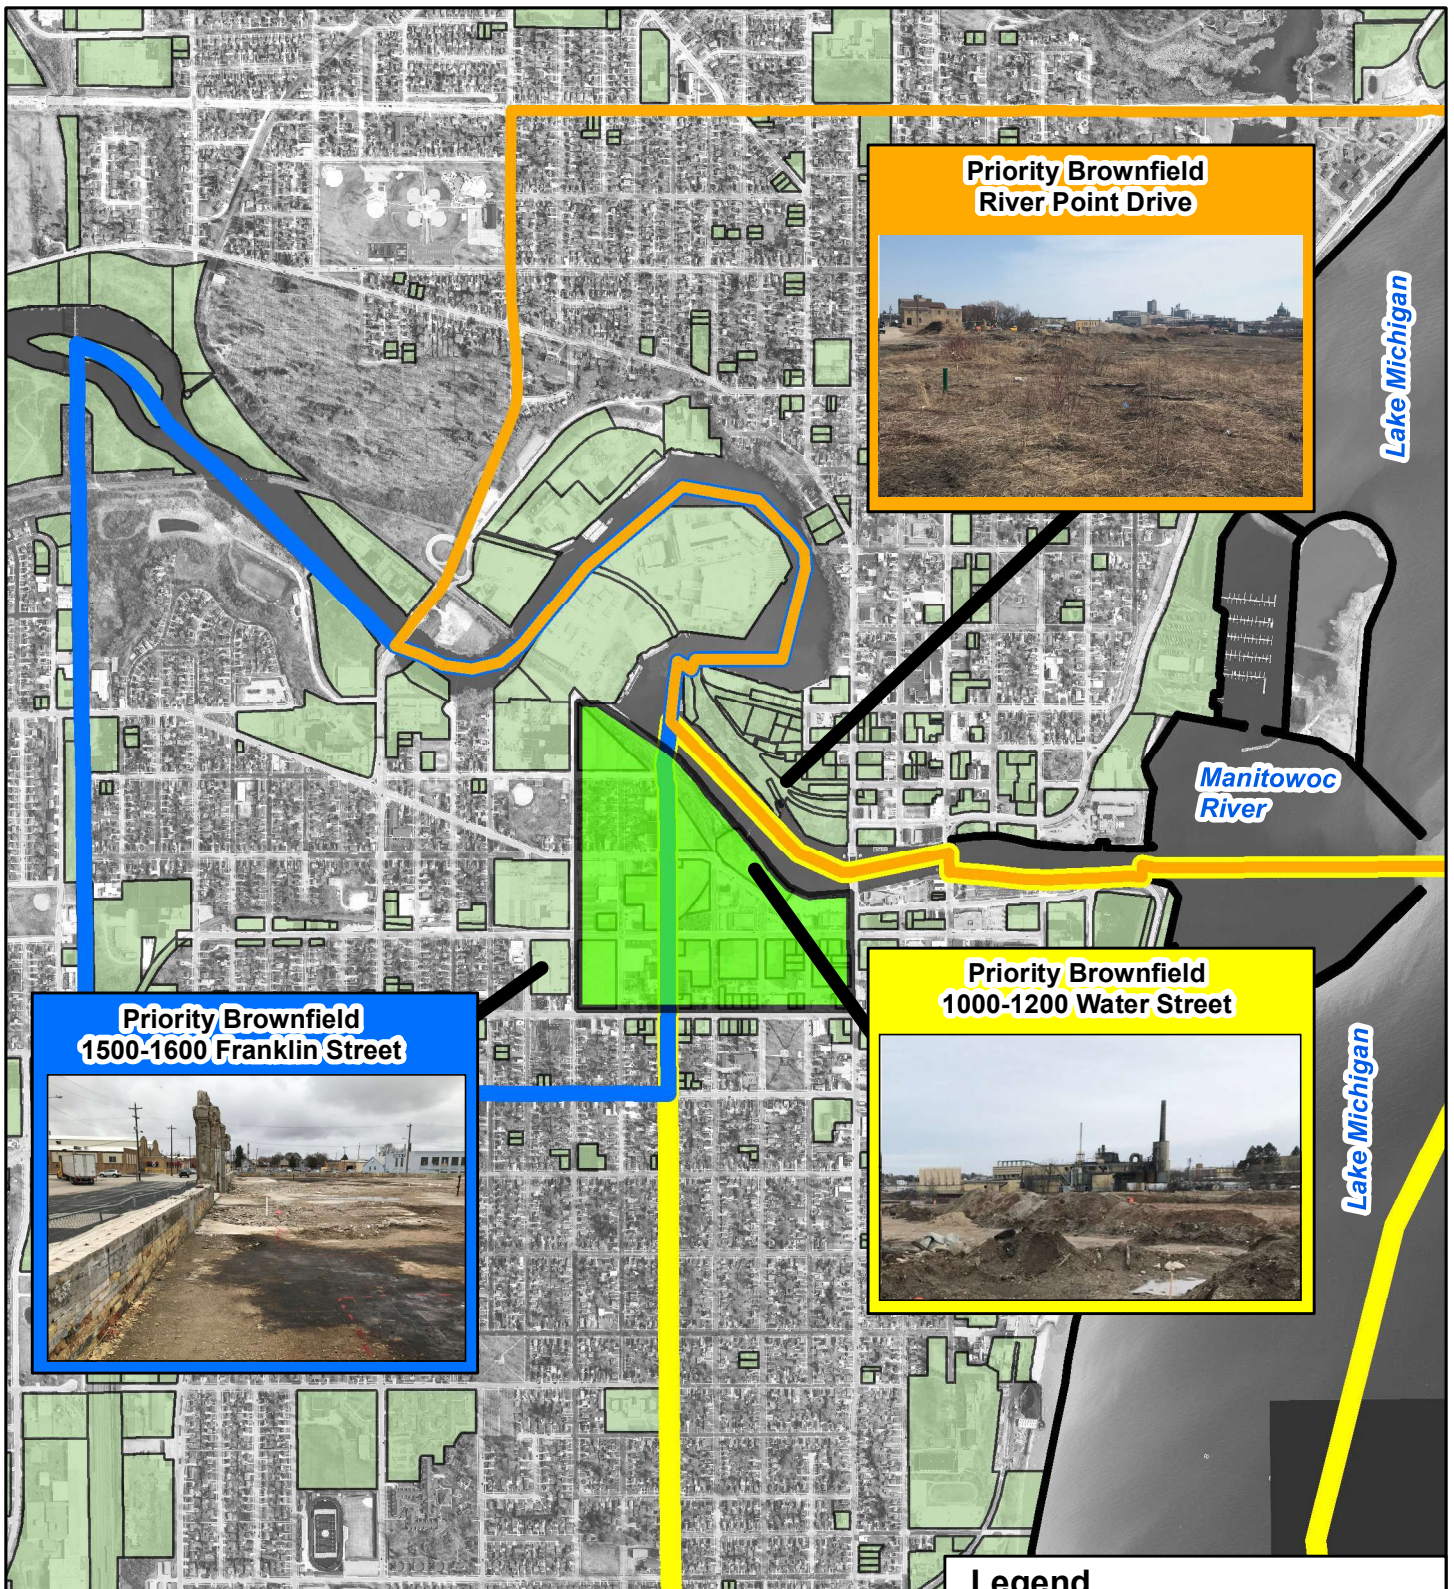 Priority Brownfield
River Point Drive
Lake Michigan
Manitowoc
River
Priority Brownfield
1000-1200 Water Street
Priority Brownfield
1500-1600 Franklin Street
Lake Michigan
Legend